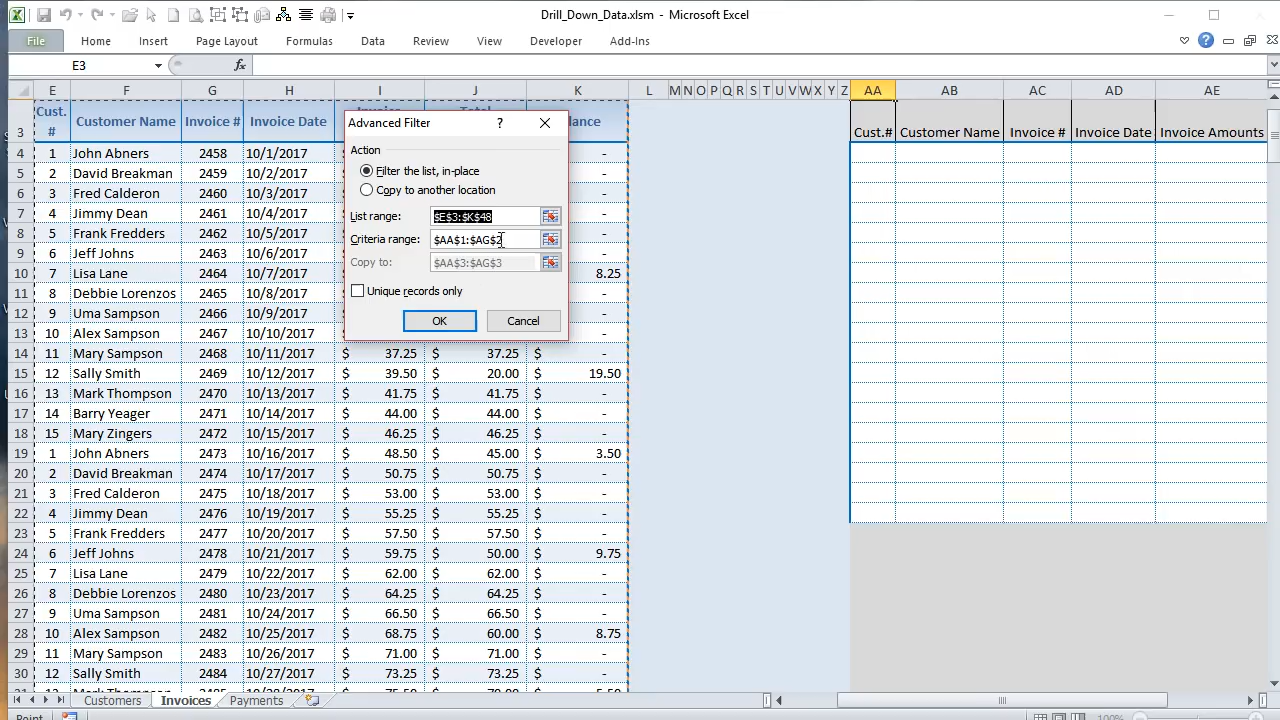 Drill_Down_Data.xlsm - Microsoft Excel
File Home Insert Page Layout Formulas Data Review View Developer Add-Ins
E3 fx
E F G H I J K L M N O P Q R S T U V W X Y Z AA AB AC AD AE
3 Cust. # Customer Name Invoice # Invoice Date Invoice Total Cust.# Customer Name Invoice # Invoice Date Invoice Amounts
Advanced Filter ? ×
Action
Filter the list, in-place
Copy to another location
List range: $E$3:$K$48
Criteria range: $AA$1:$AG$2
Copy to: $AA$3:$AG$3
Unique records only
OK Cancel
4 1 John Abners 2458 10/1/2017 -
5 2 David Breakman 2459 10/2/2017 -
6 3 Fred Calderon 2460 10/3/2017 -
7 4 Jimmy Dean 2461 10/4/2017 -
8 5 Frank Fredders 2462 10/5/2017 -
9 6 Jeff Johns 2463 10/6/2017 -
10 7 Lisa Lane 2464 10/7/2017 8.25
11 8 Debbie Lorenzos 2465 10/8/2017 -
12 9 Uma Sampson 2466 10/9/2017 -
13 10 Alex Sampson 2467 10/10/2017 -
14 11 Mary Sampson 2468 10/11/2017 $ 37.25 $ 37.25 $ -
15 12 Sally Smith 2469 10/12/2017 $ 39.50 $ 20.00 $ 19.50
16 13 Mark Thompson 2470 10/13/2017 $ 41.75 $ 41.75 $ -
17 14 Barry Yeager 2471 10/14/2017 $ 44.00 $ 44.00 $ -
18 15 Mary Zingers 2472 10/15/2017 $ 46.25 $ 46.25 $ -
19 1 John Abners 2473 10/16/2017 $ 48.50 $ 45.00 $ 3.50
20 2 David Breakman 2474 10/17/2017 $ 50.75 $ 50.75 $ -
21 3 Fred Calderon 2475 10/18/2017 $ 53.00 $ 53.00 $ -
22 4 Jimmy Dean 2476 10/19/2017 $ 55.25 $ 55.25 $ -
23 5 Frank Fredders 2477 10/20/2017 $ 57.50 $ 57.50 $ -
24 6 Jeff Johns 2478 10/21/2017 $ 59.75 $ 50.00 $ 9.75
25 7 Lisa Lane 2479 10/22/2017 $ 62.00 $ 62.00 $ -
26 8 Debbie Lorenzos 2480 10/23/2017 $ 64.25 $ 64.25 $ -
27 9 Uma Sampson 2481 10/24/2017 $ 66.50 $ 66.50 $ -
28 10 Alex Sampson 2482 10/25/2017 $ 68.75 $ 60.00 $ 8.75
29 11 Mary Sampson 2483 10/26/2017 $ 71.00 $ 71.00 $ -
30 12 Sally Smith 2484 10/27/2017 $ 73.25 $ 73.25 $ -
Customers Invoices Payments
Point 100%